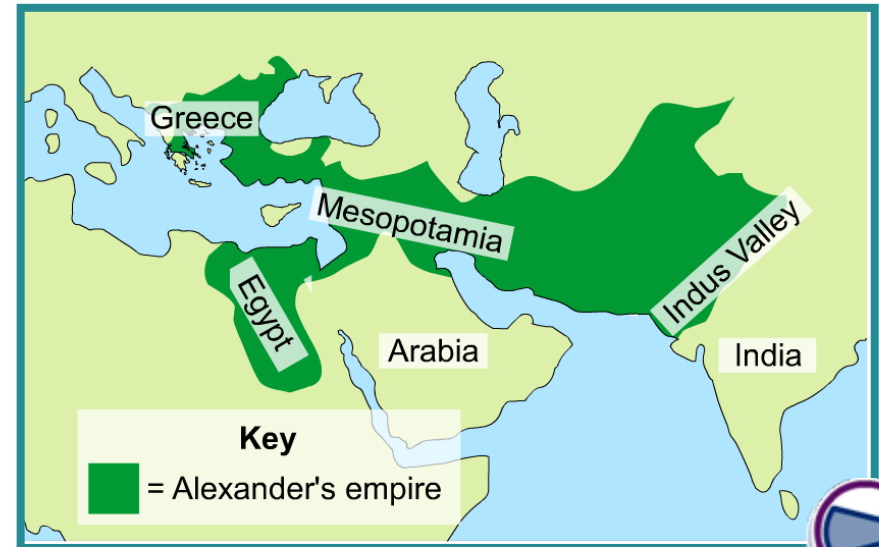 Greece
Mesopotamia
Indus Valley
Egypt
Arabia
India
Key
= Alexander's empire